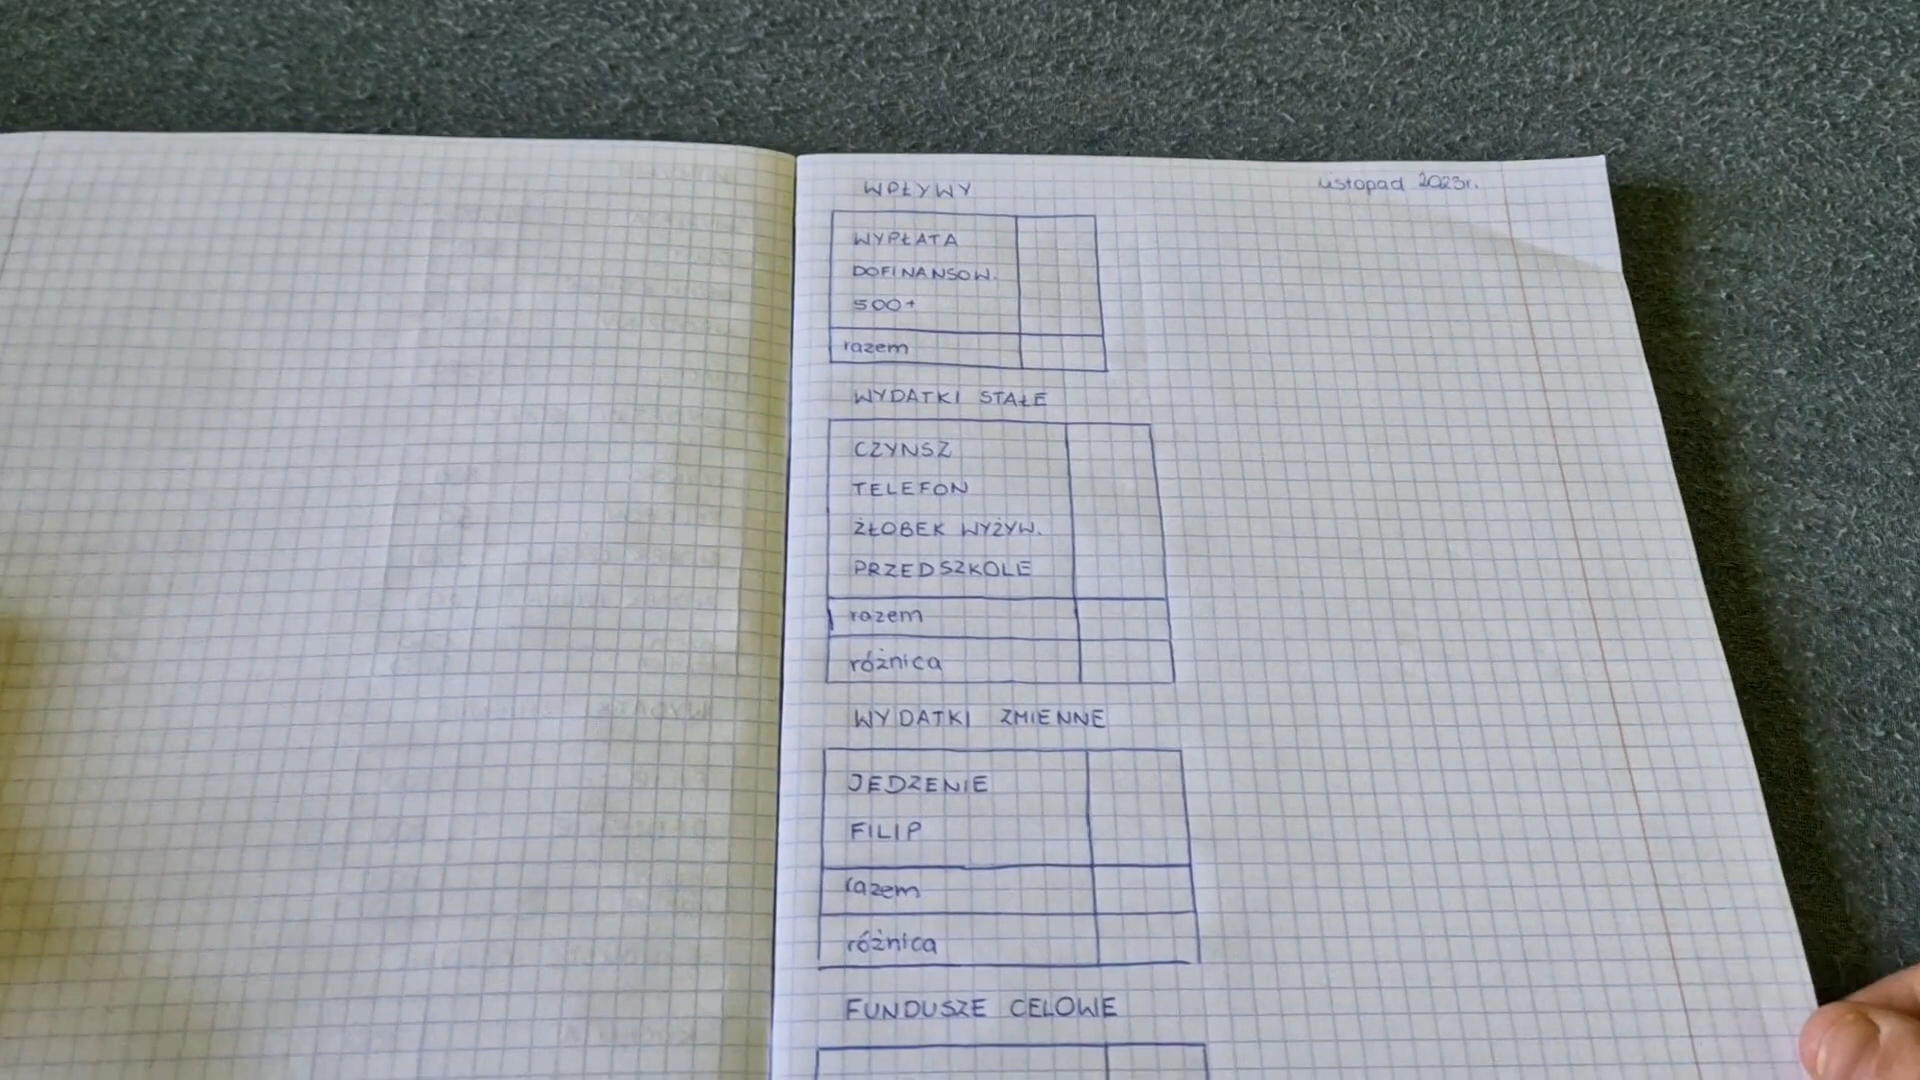 WPŁYWY
listopad 2023r.
WYPŁATA
DOFINANSOW.
500+
razem
WYDATKI STAŁE
CZYNSZ
TELEFON
ŻŁOBEK WYŻYW.
PRZEDSZKOLE
razem
różnica
WYDATKI ZMIENNE
JEDZENIE
FILIP
razem
różnica
FUNDUSZE CELOWE